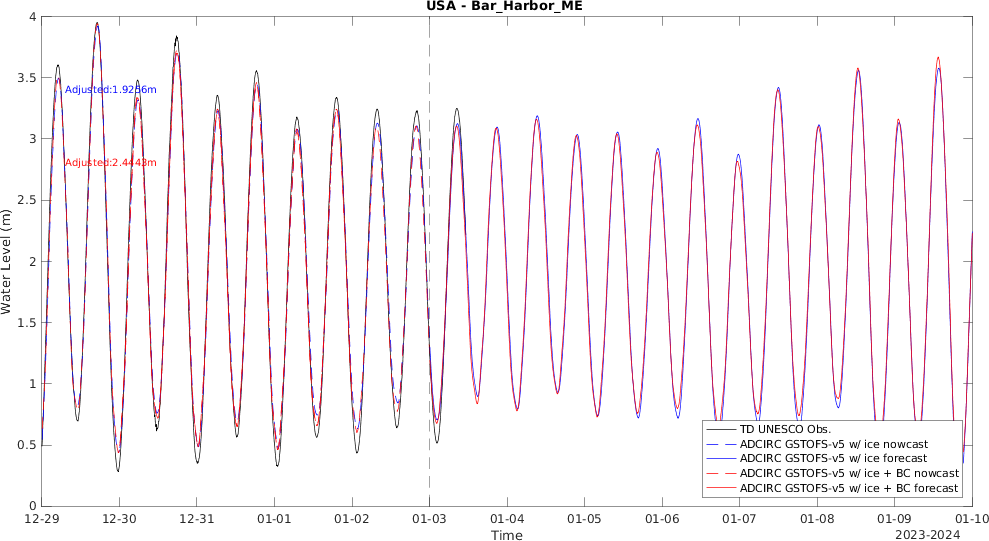 USA - Bar_Harbor_ME
4
3.5
3
2.5
2
1.5
1
0.5
0
Water Level (m)
Adjusted:1.9256m
Adjusted:2.4443m
TD UNESCO Obs.
ADCIRC GSTOFS-v5 w/ ice nowcast
ADCIRC GSTOFS-v5 w/ ice forecast
ADCIRC GSTOFS-v5 w/ ice + BC nowcast
ADCIRC GSTOFS-v5 w/ ice + BC forecast
12-29 12-30 12-31 01-01 01-02 01-03 01-04 01-05 01-06 01-07 01-08 01-09 01-10
Time
2023-2024